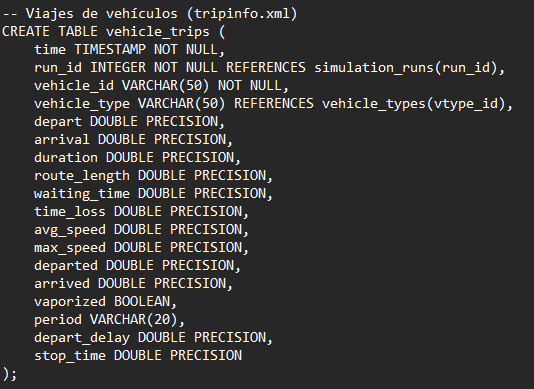 -- Viajes de vehículos (tripinfo.xml)
CREATE TABLE vehicle_trips (
    time TIMESTAMP NOT NULL,
    run_id INTEGER NOT NULL REFERENCES simulation_runs(run_id),
    vehicle_id VARCHAR(50) NOT NULL,
    vehicle_type VARCHAR(50) REFERENCES vehicle_types(vtype_id),
    depart DOUBLE PRECISION,
    arrival DOUBLE PRECISION,
    duration DOUBLE PRECISION,
    route_length DOUBLE PRECISION,
    waiting_time DOUBLE PRECISION,
    time_loss DOUBLE PRECISION,
    avg_speed DOUBLE PRECISION,
    max_speed DOUBLE PRECISION,
    departed DOUBLE PRECISION,
    arrived DOUBLE PRECISION,
    vaporized BOOLEAN,
    period VARCHAR(20),
    depart_delay DOUBLE PRECISION,
    stop_time DOUBLE PRECISION
);